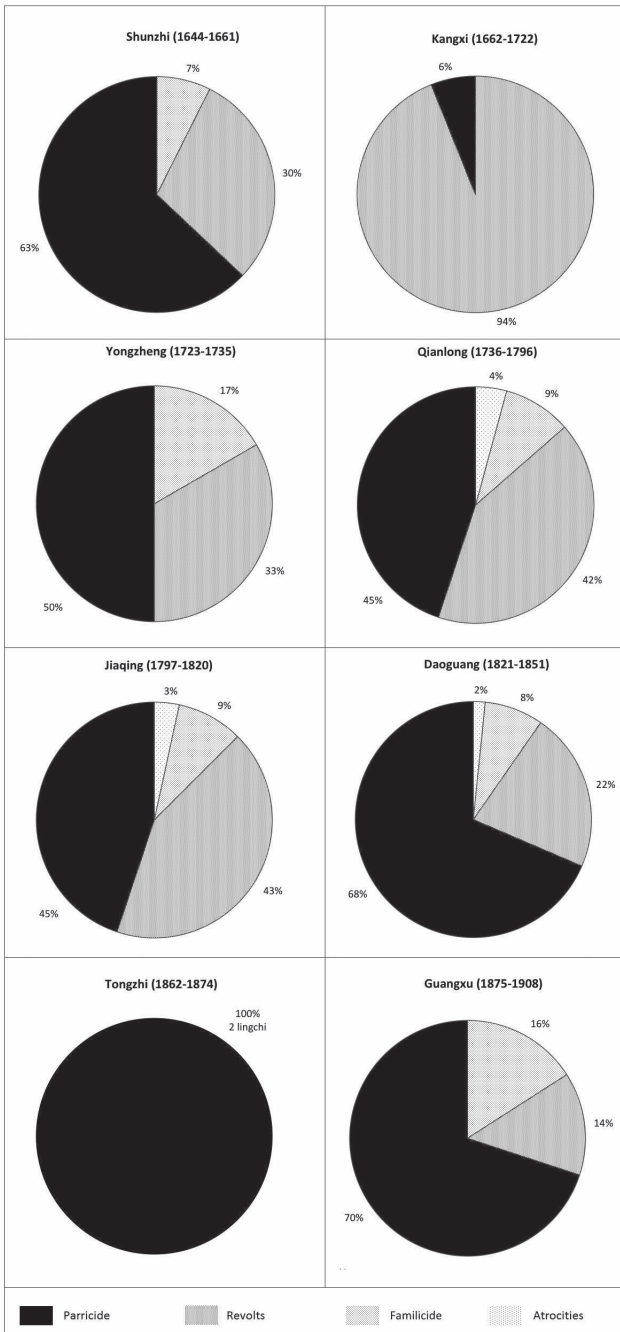 Shunzhi (1644-1661)
7%
30%
63%
Kangxi (1662-1722)
6%
94%
Yongzheng (1723-1735)
17%
33%
50%
Qianlong (1736-1796)
4%
9%
42%
45%
Jiaqing (1797-1820)
3%
9%
43%
45%
Daoguang (1821-1851)
2%
8%
22%
68%
Tongzhi (1862-1874)
100%
2 lingchi
Guangxu (1875-1908)
16%
14%
70%
Parricide
Revolts
Familicide
Atrocities